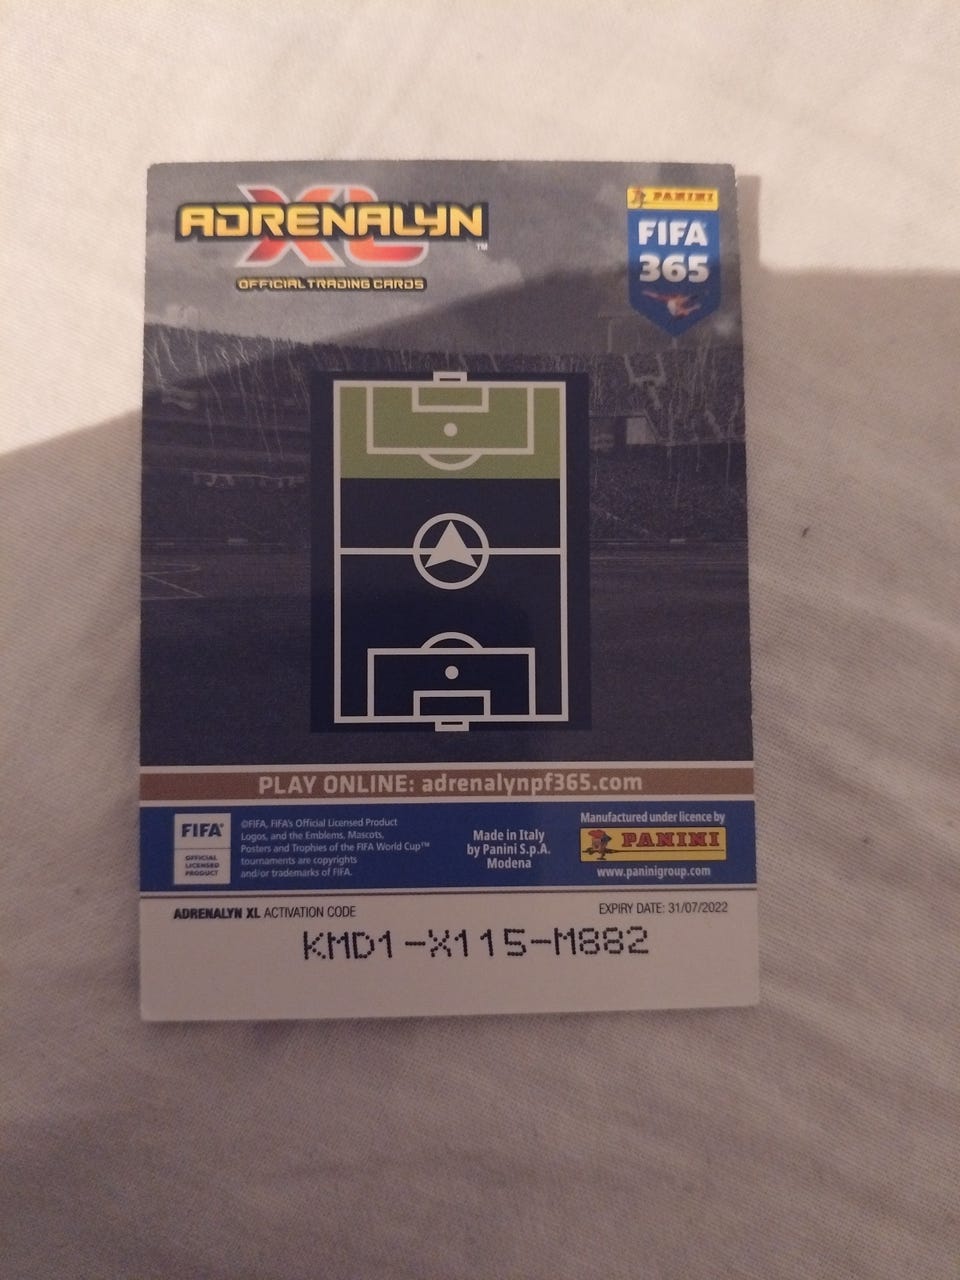 ADRENALYN
XL ™
OFFICIAL TRADING CARDS
PANINI
FIFA
365
PLAY ONLINE: adrenalynpf365.com
FIFA®
OFFICIAL
LICENSED
PRODUCT
©FIFA, FIFA's Official Licensed Product
Logos, and the Emblems, Mascots,
Posters and Trophies of the FIFA World Cup™
tournaments are copyrights
and/or trademarks of FIFA.
Made in Italy
by Panini S.p.A.
Modena
Manufactured under licence by
PANINI
www.paninigroup.com
ADRENALYN XL ACTIVATION CODE
EXPIRY DATE: 31/07/2022
KMD1-X115-M882